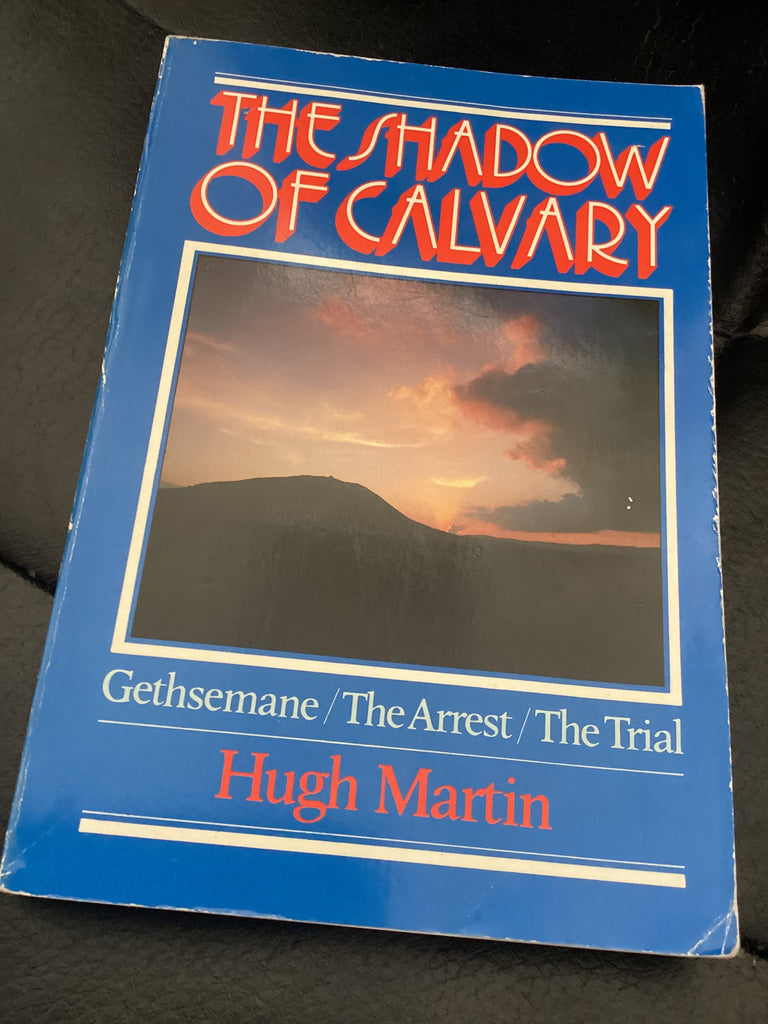 THE SHADOW
OF CALVARY
Gethsemane / The Arrest / The Trial
Hugh Martin